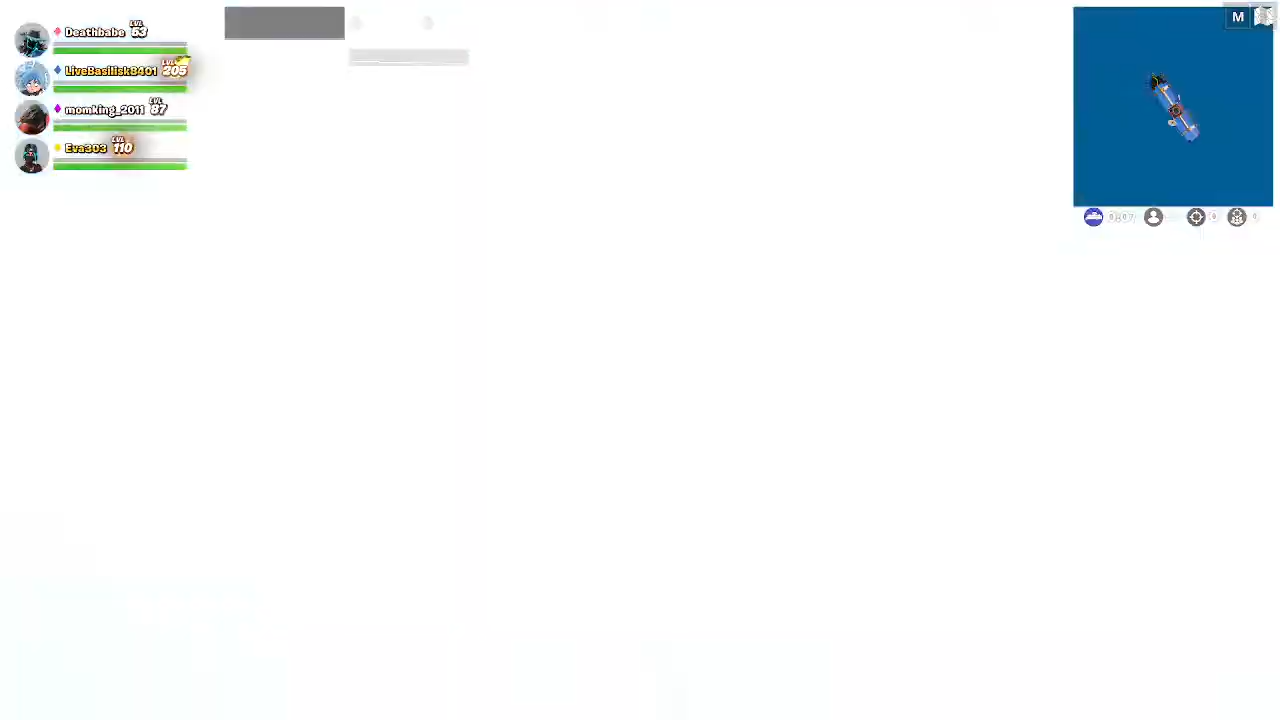 Deathbabe LVL 53
LiveBasilisk8401 LVL 205
momking_2011 LVL 87
Eva303 LVL 110
M